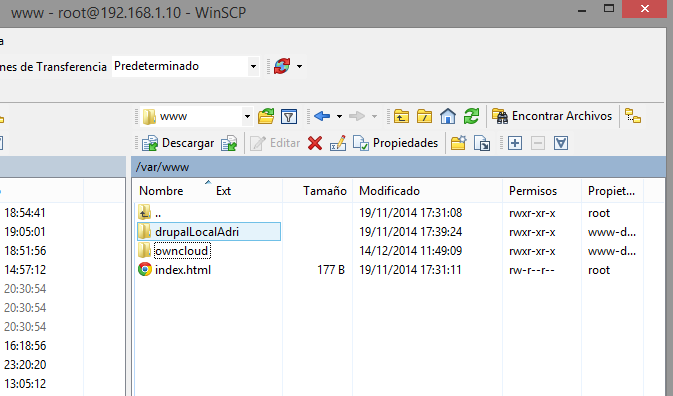 www - root@192.168.1.10 - WinSCP
a
nes de Transferencia Predeterminado
www Encontrar Archivos
Descargar Editar Propiedades
/var/www
Nombre Ext Tamaño Modificado Permisos Propiet...
18:54:41 .. 19/11/2014 17:31:08 rwxr-xr-x root
19:05:01 drupalLocalAdri 19/11/2014 17:39:24 rwxr-xr-x www-d...
18:51:56 owncloud 14/12/2014 11:49:09 rwxr-xr-x www-d...
14:57:12 index.html 177 B 19/11/2014 17:31:11 rw-r--r-- root
20:30:54
20:30:54
20:30:54
16:18:56
23:20:20
13:05:12